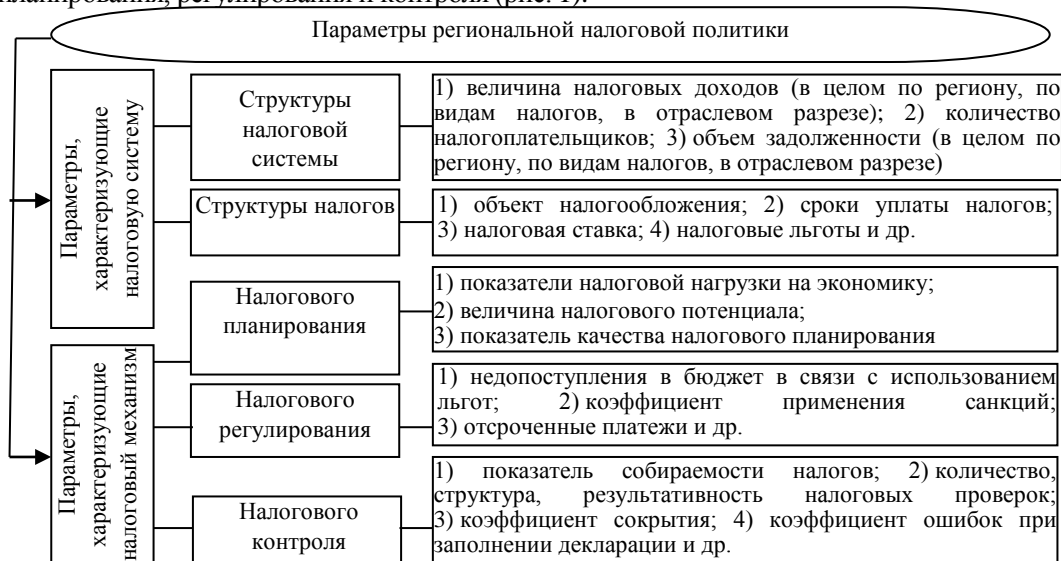 планирования, регулирования и контроля (рис. 1).
Параметры региональной налоговой политики
Параметры,
характеризующие
налоговую систему
Структуры
налоговой
системы
1) величина налоговых доходов (в целом по региону, по
видам налогов, в отраслевом разрезе); 2) количество
налогоплательщиков; 3) объем задолженности (в целом по
региону, по видам налогов, в отраслевом разрезе)
Структуры налогов
1) объект налогообложения; 2) сроки уплаты налогов;
3) налоговая ставка; 4) налоговые льготы и др.
Параметры,
характеризующие
налоговый механизм
Налогового
планирования
1) показатели налоговой нагрузки на экономику;
2) величина налогового потенциала;
3) показатель качества налогового планирования
Налогового
регулирования
1) недопоступления в бюджет в связи с использованием
льгот; 2) коэффициент применения санкций;
3) отсроченные платежи и др.
Налогового
контроля
1) показатель собираемости налогов; 2) количество,
структура, результативность налоговых проверок;
3) коэффициент сокрытия; 4) коэффициент ошибок при
заполнении декларации и др.